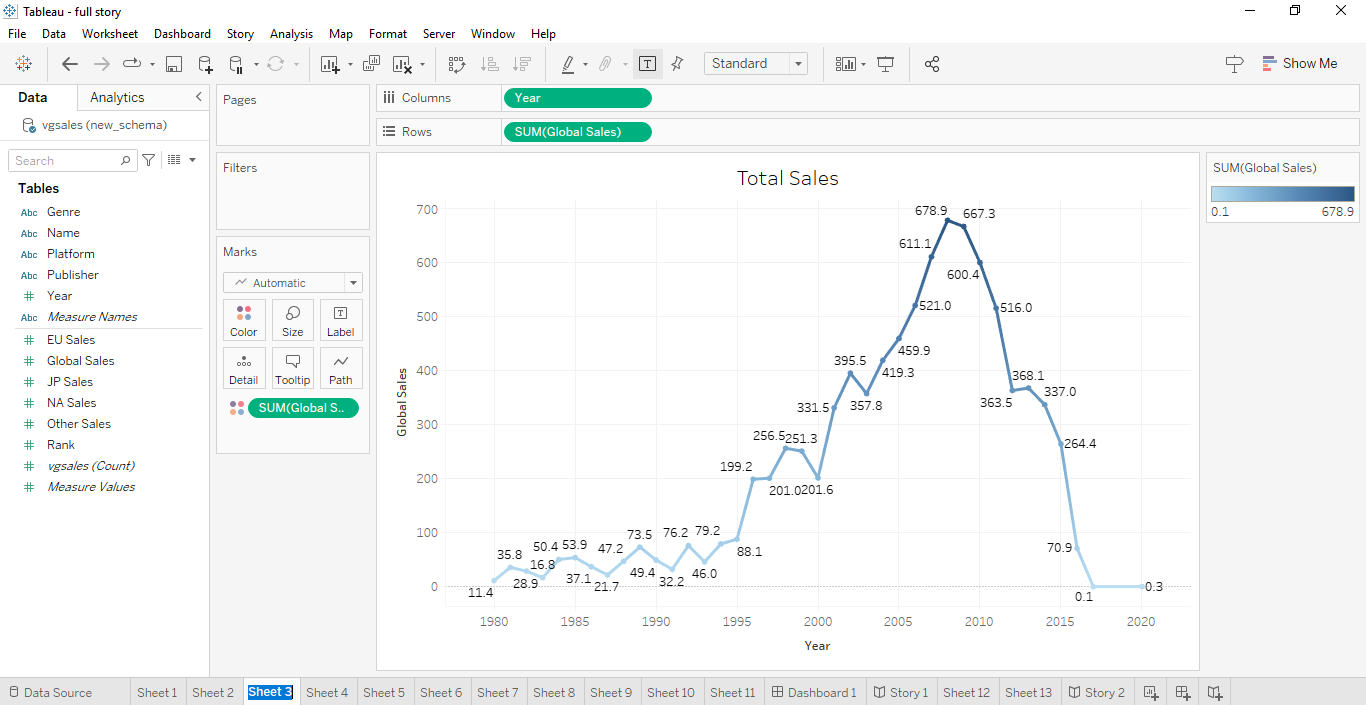 Tableau - full story
File Data Worksheet Dashboard Story Analysis Map Format Server Window Help
Standard
Show Me
Data Analytics
vgsales (new_schema)
Search
Tables
Abc Genre
Abc Name
Abc Platform
Abc Publisher
# Year
Abc Measure Names
# EU Sales
# Global Sales
# JP Sales
# NA Sales
# Other Sales
# Rank
# vgsales (Count)
# Measure Values
Pages
Filters
Marks
Automatic
Color Size Label
Detail Tooltip Path
SUM(Global S..
Columns Year
Rows SUM(Global Sales)
Total Sales
700
600
500
400
300
200
100
0
Global Sales
11.4
35.8
28.9
16.8
50.4
53.9
37.1
21.7
47.2
73.5
49.4
32.2
76.2
46.0
79.2
88.1
199.2
201.0
256.5
251.3
201.6
331.5
395.5
357.8
419.3
459.9
521.0
611.1
678.9
667.3
600.4
516.0
363.5
368.1
337.0
264.4
70.9
0.1
0.3
1980 1985 1990 1995 2000 2005 2010 2015 2020
Year
SUM(Global Sales)
0.1 678.9
Data Source Sheet 1 Sheet 2 Sheet 3 Sheet 4 Sheet 5 Sheet 6 Sheet 7 Sheet 8 Sheet 9 Sheet 10 Sheet 11 Dashboard 1 Story 1 Sheet 12 Sheet 13 Story 2